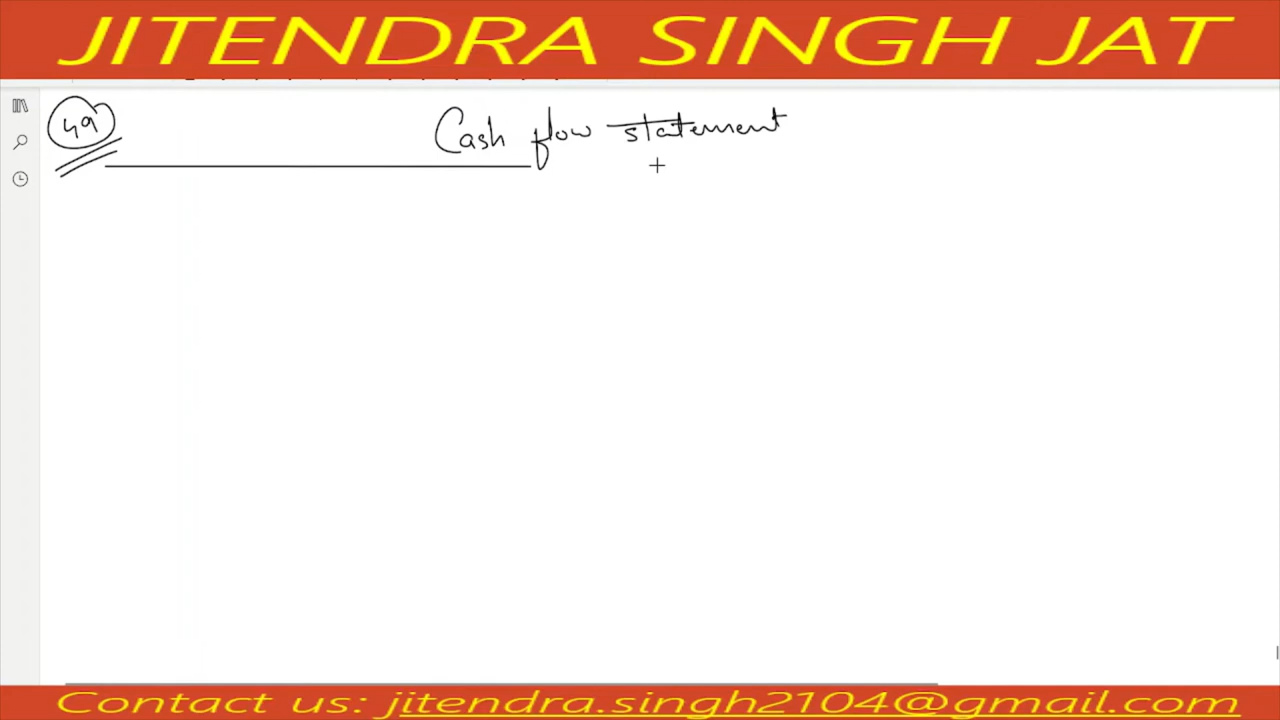 JITENDRA SINGH JAT
49 Cash flow statement
Contact us: jitendra.singh2104@gmail.com